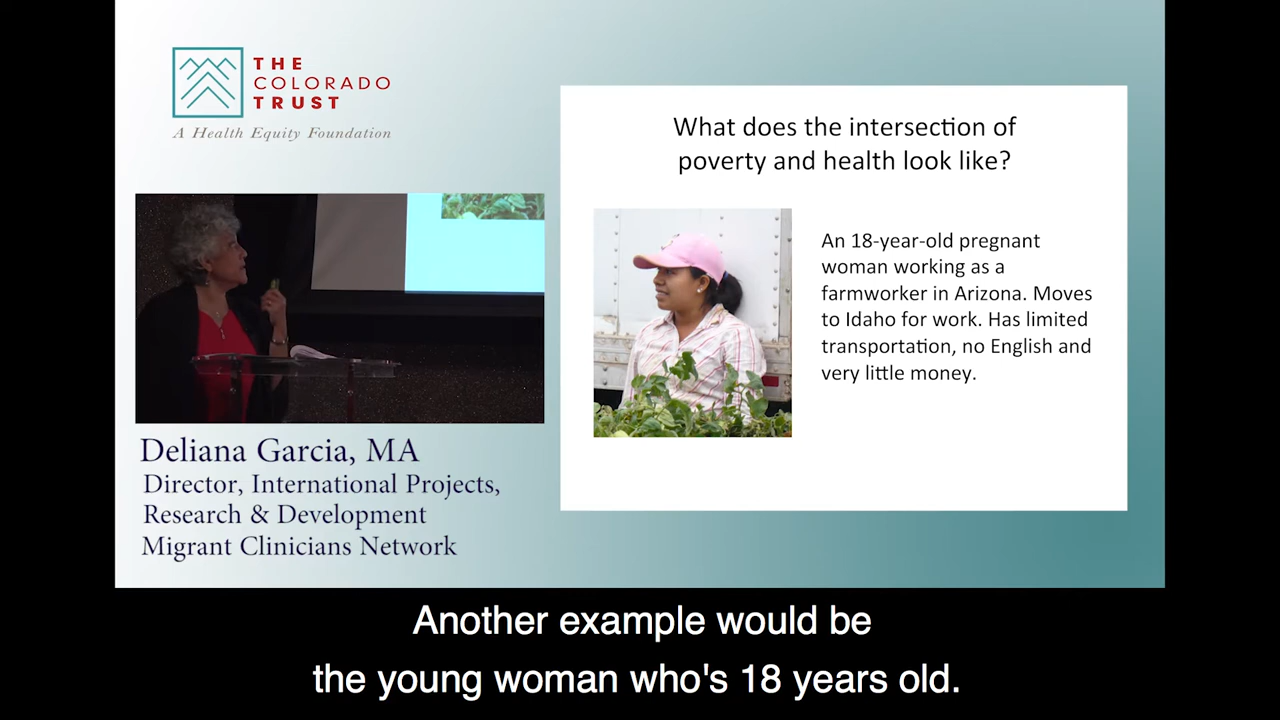 THE
COLORADO
TRUST
A Health Equity Foundation
What does the intersection of
poverty and health look like?
An 18-year-old pregnant
woman working as a
farmworker in Arizona. Moves
to Idaho for work. Has limited
transportation, no English and
very little money.
Deliana Garcia, MA
Director, International Projects,
Research & Development
Migrant Clinicians Network
Another example would be
the young woman who's 18 years old.